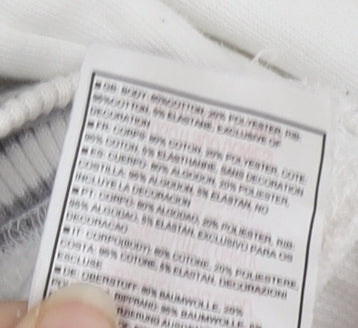 ■GB: BODY: 80%COTTON, 20% POLYESTER. RIB:
95%COTTON, 5% ELASTANE, EXCLUSIVE OF
DECORATION
■FR: CORPS: 80% COTON, 20% POLYESTER. COTE
COTON, 5% ELASTHANNE, SANS DECORATION
■ES: CUERPO: 80% ALGODON, 20% POLIESTER.
COSTILLA: 95% ALGODON, 5% ELASTAN. NO
INCLUYE LA DECORACION
■PT: CORPO: 80% ALGODAO, 20% POLIESTER. RIB:
95% ALGODAO, 5% ELASTAN, EXCLUSIVO PARA OS
DECORACAO
■IT: CORPO(BODY): 80% COTONE, 20% POLIESTERE.
COSTA: 95% COTONE, 5% ELASTAN, DECORAZIONI
ESCLUSE
■DE: OBERSTOFF: 80% BAUMWOLLE, 20%
95% BAUMWOLLE, 5%